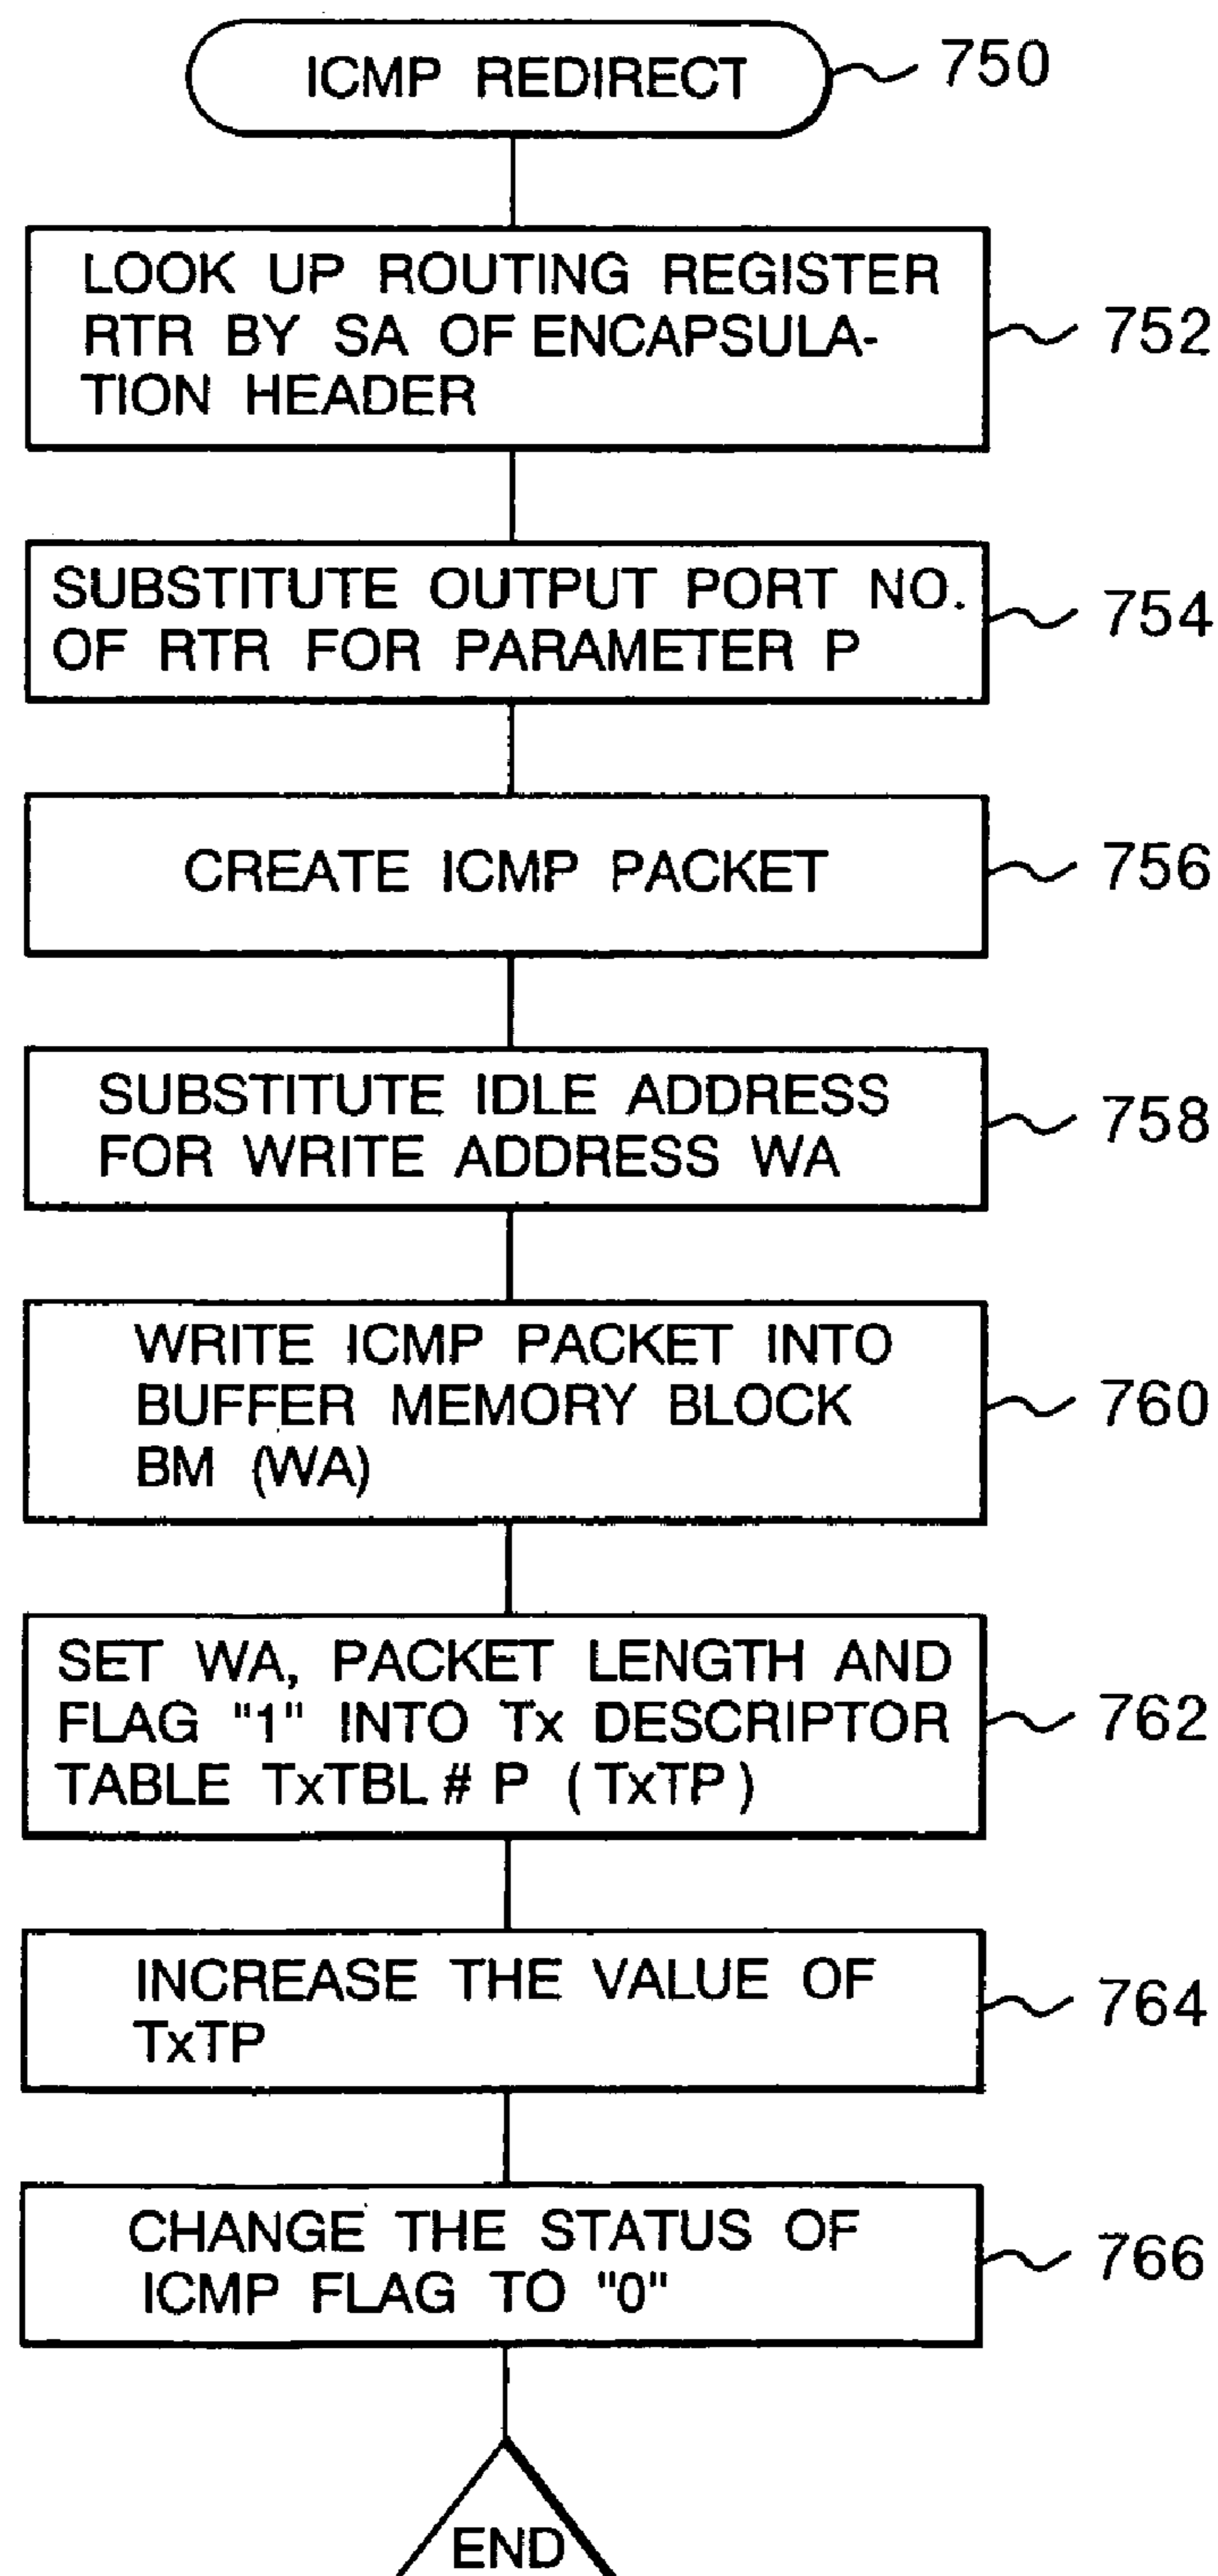 ICMP REDIRECT
750
LOOK UP ROUTING REGISTER
RTR BY SA OF ENCAPSULA-
TION HEADER
752
SUBSTITUTE OUTPUT PORT NO.
OF RTR FOR PARAMETER P
754
CREATE ICMP PACKET
756
SUBSTITUTE IDLE ADDRESS
FOR WRITE ADDRESS WA
758
WRITE ICMP PACKET INTO
BUFFER MEMORY BLOCK
BM (WA)
760
SET WA, PACKET LENGTH AND
FLAG "1" INTO Tx DESCRIPTOR
TABLE TxTBL # P ( TxTP )
762
INCREASE THE VALUE OF
TxTP
764
CHANGE THE STATUS OF
ICMP FLAG TO "0"
766
END